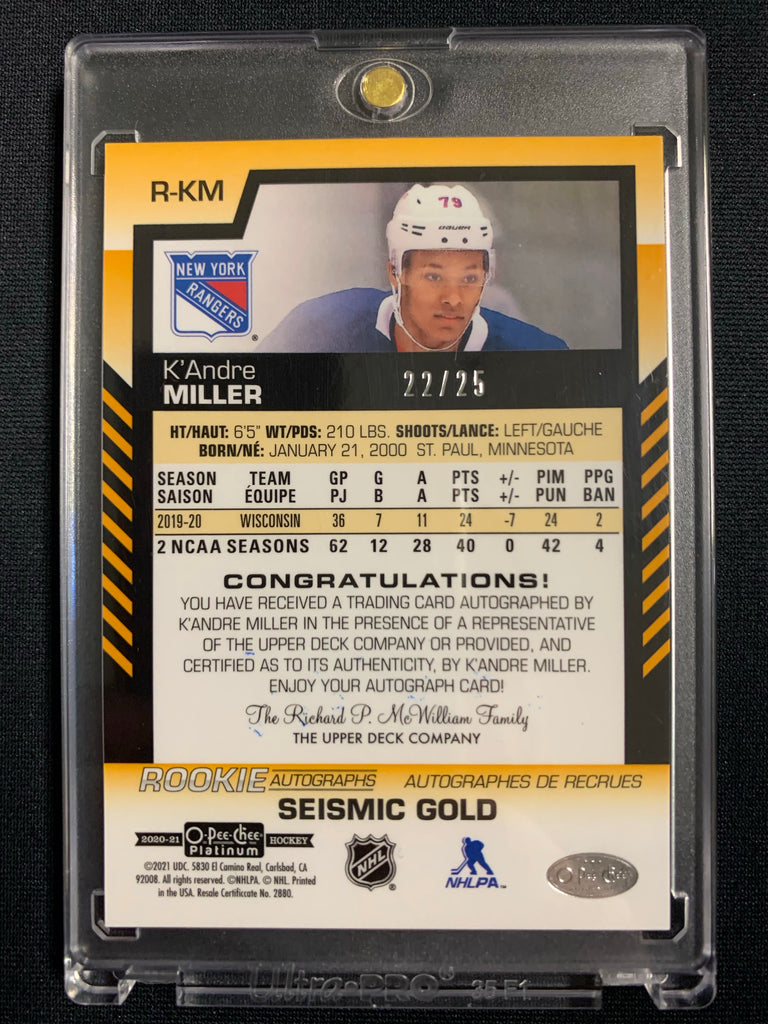 R-KM
79
BAUER
NEW YORK
RANGERS
K'Andre
MILLER
22/25
HT/HAUT: 6'5" WT/PDS: 210 LBS. SHOOTS/LANCE: LEFT/GAUCHE
BORN/NÉ: JANUARY 21, 2000 ST. PAUL, MINNESOTA
SEASON TEAM GP G A PTS +/- PIM PPG
SAISON ÉQUIPE PJ B A PTS +/- PUN BAN
2019-20 WISCONSIN 36 7 11 24 -7 24 2
2 NCAA SEASONS 62 12 28 40 0 42 4
CONGRATULATIONS!
YOU HAVE RECEIVED A TRADING CARD AUTOGRAPHED BY
K'ANDRE MILLER IN THE PRESENCE OF A REPRESENTATIVE
OF THE UPPER DECK COMPANY OR PROVIDED, AND
CERTIFIED AS TO ITS AUTHENTICITY, BY K'ANDRE MILLER.
ENJOY YOUR AUTOGRAPH CARD!
The Richard P. McWilliam Family
THE UPPER DECK COMPANY
ROOKIE AUTOGRAPHS AUTOGRAPHES DE RECRUES
SEISMIC GOLD
2020-21 O-Pee-Chee Platinum HOCKEY
©2021 UDC. 5830 El Camino Real, Carlsbad, CA
92008. All rights reserved. ©NHLPA. © NHL. Printed
in the USA. Resale Certificate No. 2880.
NHL
NHLPA
O-Pee-Chee
Ultra•PRO® 35 PT